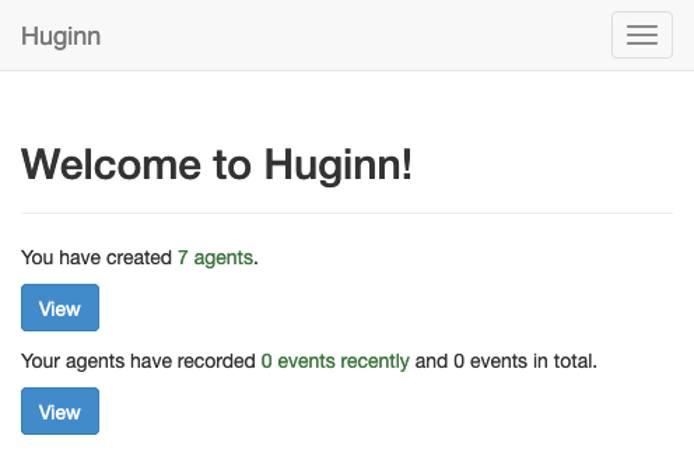 Huginn
Welcome to Huginn!
You have created 7 agents.
View
Your agents have recorded 0 events recently and 0 events in total.
View